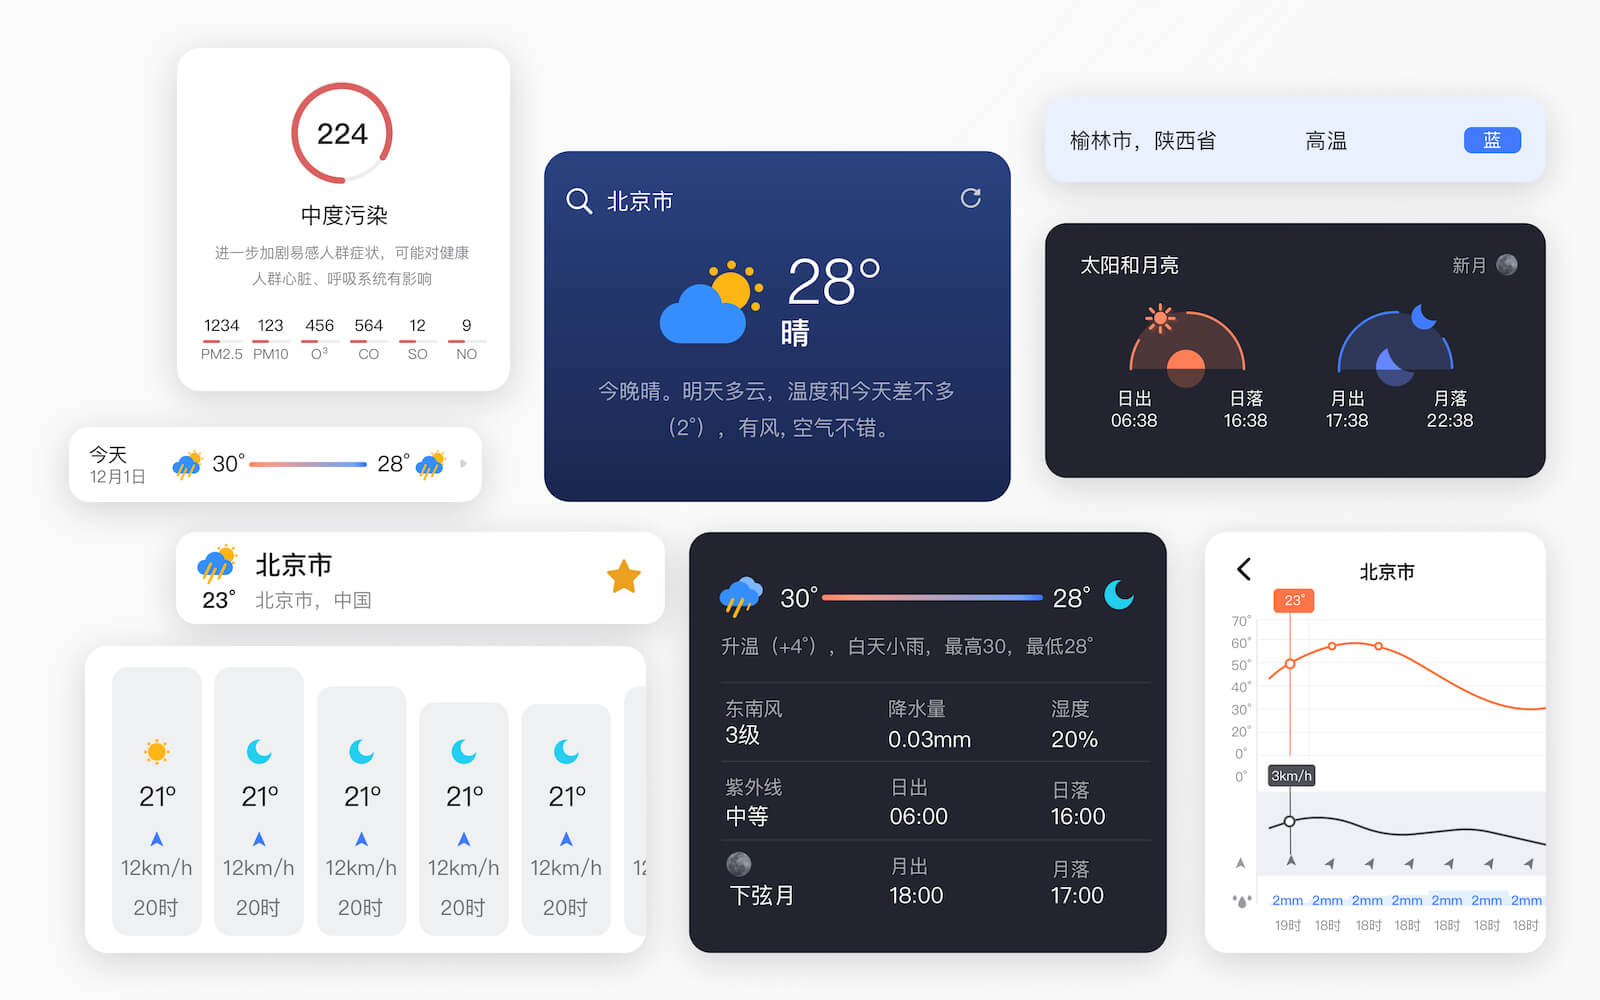 224
中度污染
进一步加剧易感人群症状，可能对健康
人群心脏、呼吸系统有影响
1234 123 456 564 12 9
PM2.5 PM10 O³ CO SO NO
今天
12月1日
30° 28°
北京市
28°
晴
今晚晴。明天多云，温度和今天差不多
（2°），有风, 空气不错。
榆林市，陕西省 高温 蓝
太阳和月亮 新月
日出 日落 月出 月落
06:38 16:38 17:38 22:38
北京市
23° 北京市，中国
21° 21° 21° 21° 21°
12km/h 12km/h 12km/h 12km/h 12km/h 12
20时 20时 20时 20时 20时
30° 28°
升温（+4°），白天小雨，最高30，最低28°
东南风 降水量 湿度
3级 0.03mm 20%
紫外线 日出 日落
中等 06:00 16:00
月出 月落
下弦月 18:00 17:00
北京市
23°
70°
60°
50°
40°
30°
20°
0°
0°
3km/h
2mm 2mm 2mm 2mm 2mm 2mm 2mm
19时 18时 18时 18时 18时 18时 18时